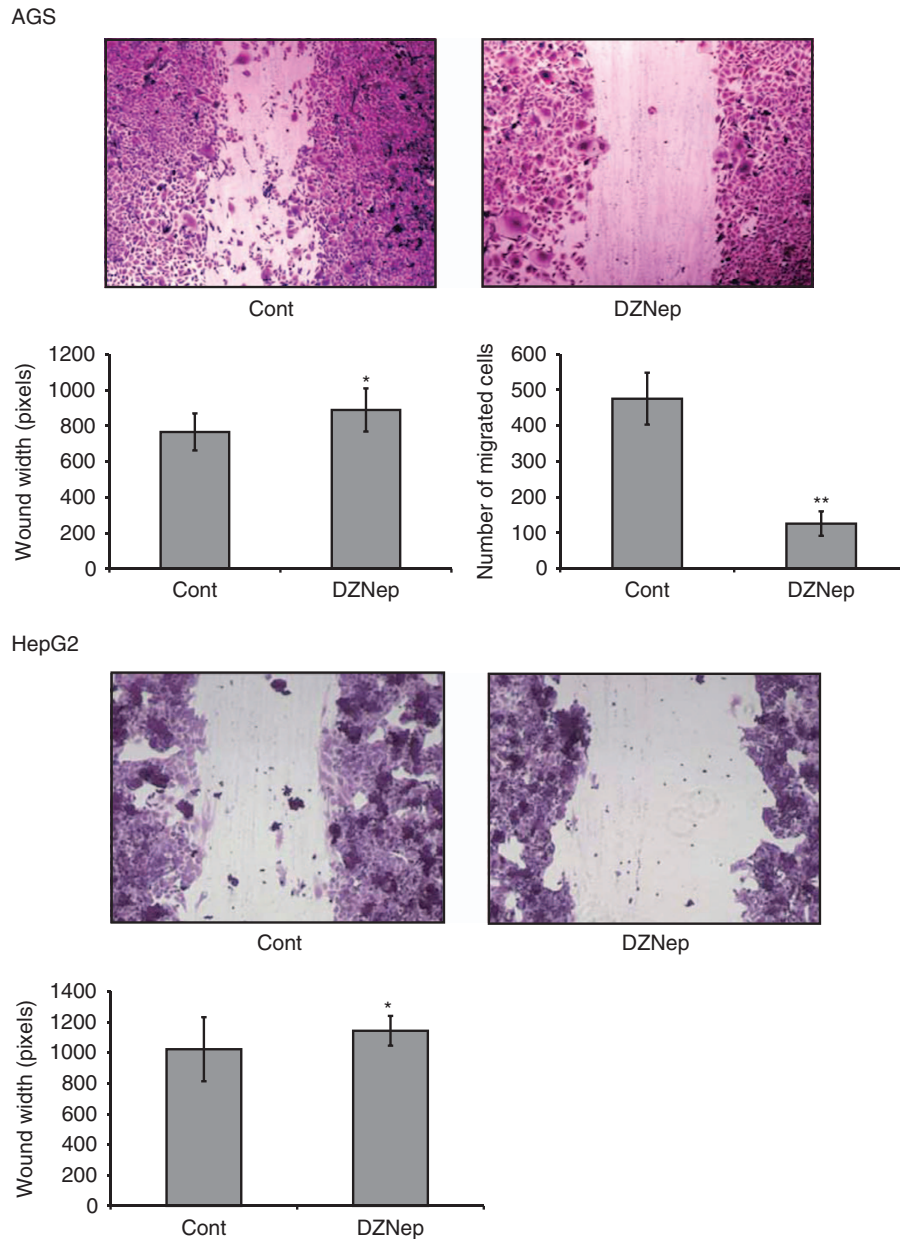 AGS
Cont
DZNep
Wound width (pixels)
1200
1000
800
600
400
200
0
*
Cont
DZNep
Number of migrated cells
600
500
400
300
200
100
0
**
Cont
DZNep
HepG2
Cont
DZNep
Wound width (pixels)
1400
1200
1000
800
600
400
200
0
*
Cont
DZNep